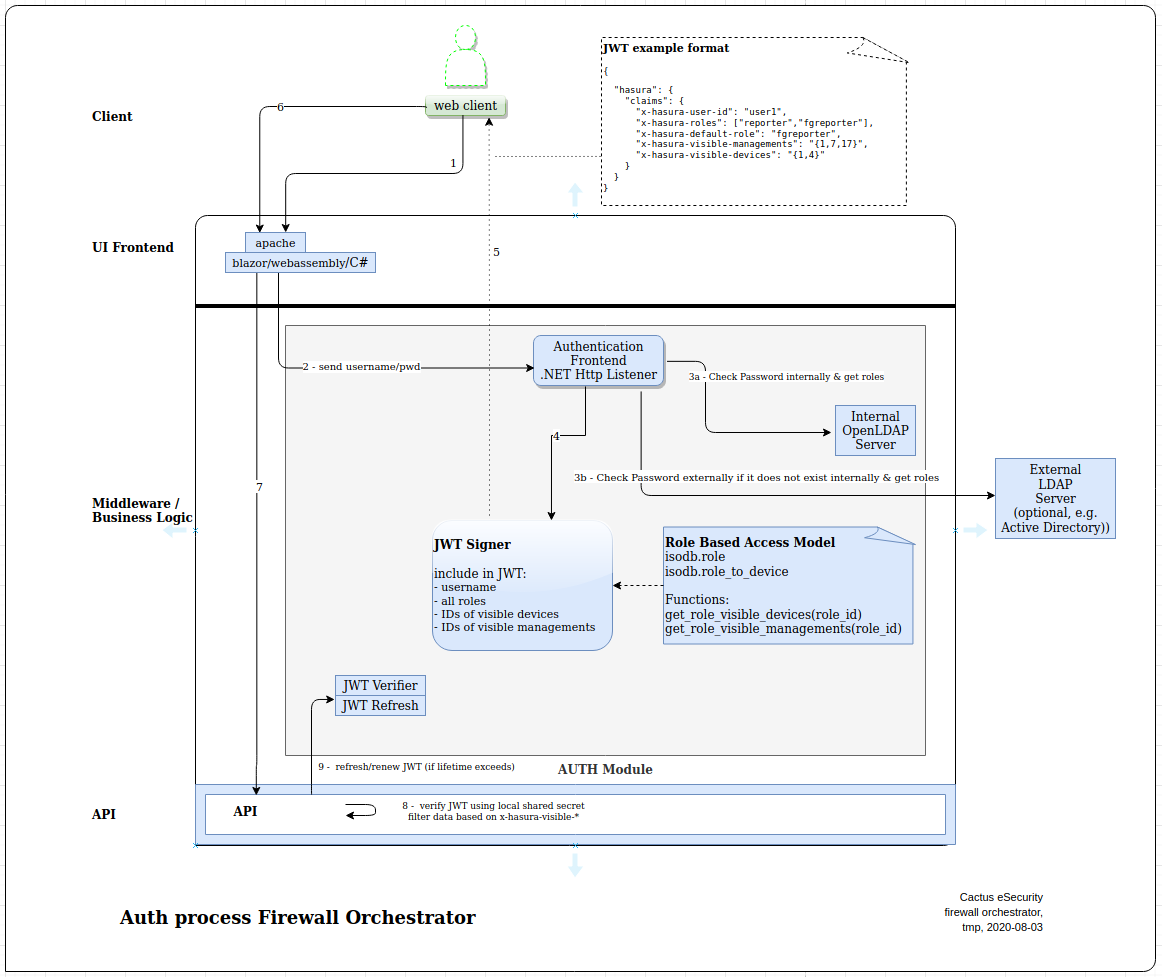 JWT example format
{
"hasura": {
"claims": {
"x-hasura-user-id": "user1",
"x-hasura-roles": ["reporter","fgreporter"],
"x-hasura-default-role": "fgreporter",
"x-hasura-visible-managements": "{1,7,17}",
"x-hasura-visible-devices": "{1,4}"
}
}
}
web client
Client
6
1
5
UI Frontend
apache
blazor/webassembly/C#
Authentication
Frontend
.NET Http Listener
2 - send username/pwd
3a - Check Password internally & get roles
Internal
OpenLDAP
Server
4
3b - Check Password externally if it does not exist internally & get roles
External
LDAP
Server
(optional, e.g.
Active Directory))
7
Middleware /
Business Logic
JWT Signer
include in JWT:
- username
- all roles
- IDs of visible devices
- IDs of visible managements
Role Based Access Model
isodb.role
isodb.role_to_device
Functions:
get_role_visible_devices(role_id)
get_role_visible_managements(role_id)
JWT Verifier
JWT Refresh
9 - refresh/renew JWT (if lifetime exceeds)
AUTH Module
API
API
8 - verify JWT using local shared secret
filter data based on x-hasura-visible-*
Auth process Firewall Orchestrator
Cactus eSecurity
firewall orchestrator,
tmp, 2020-08-03